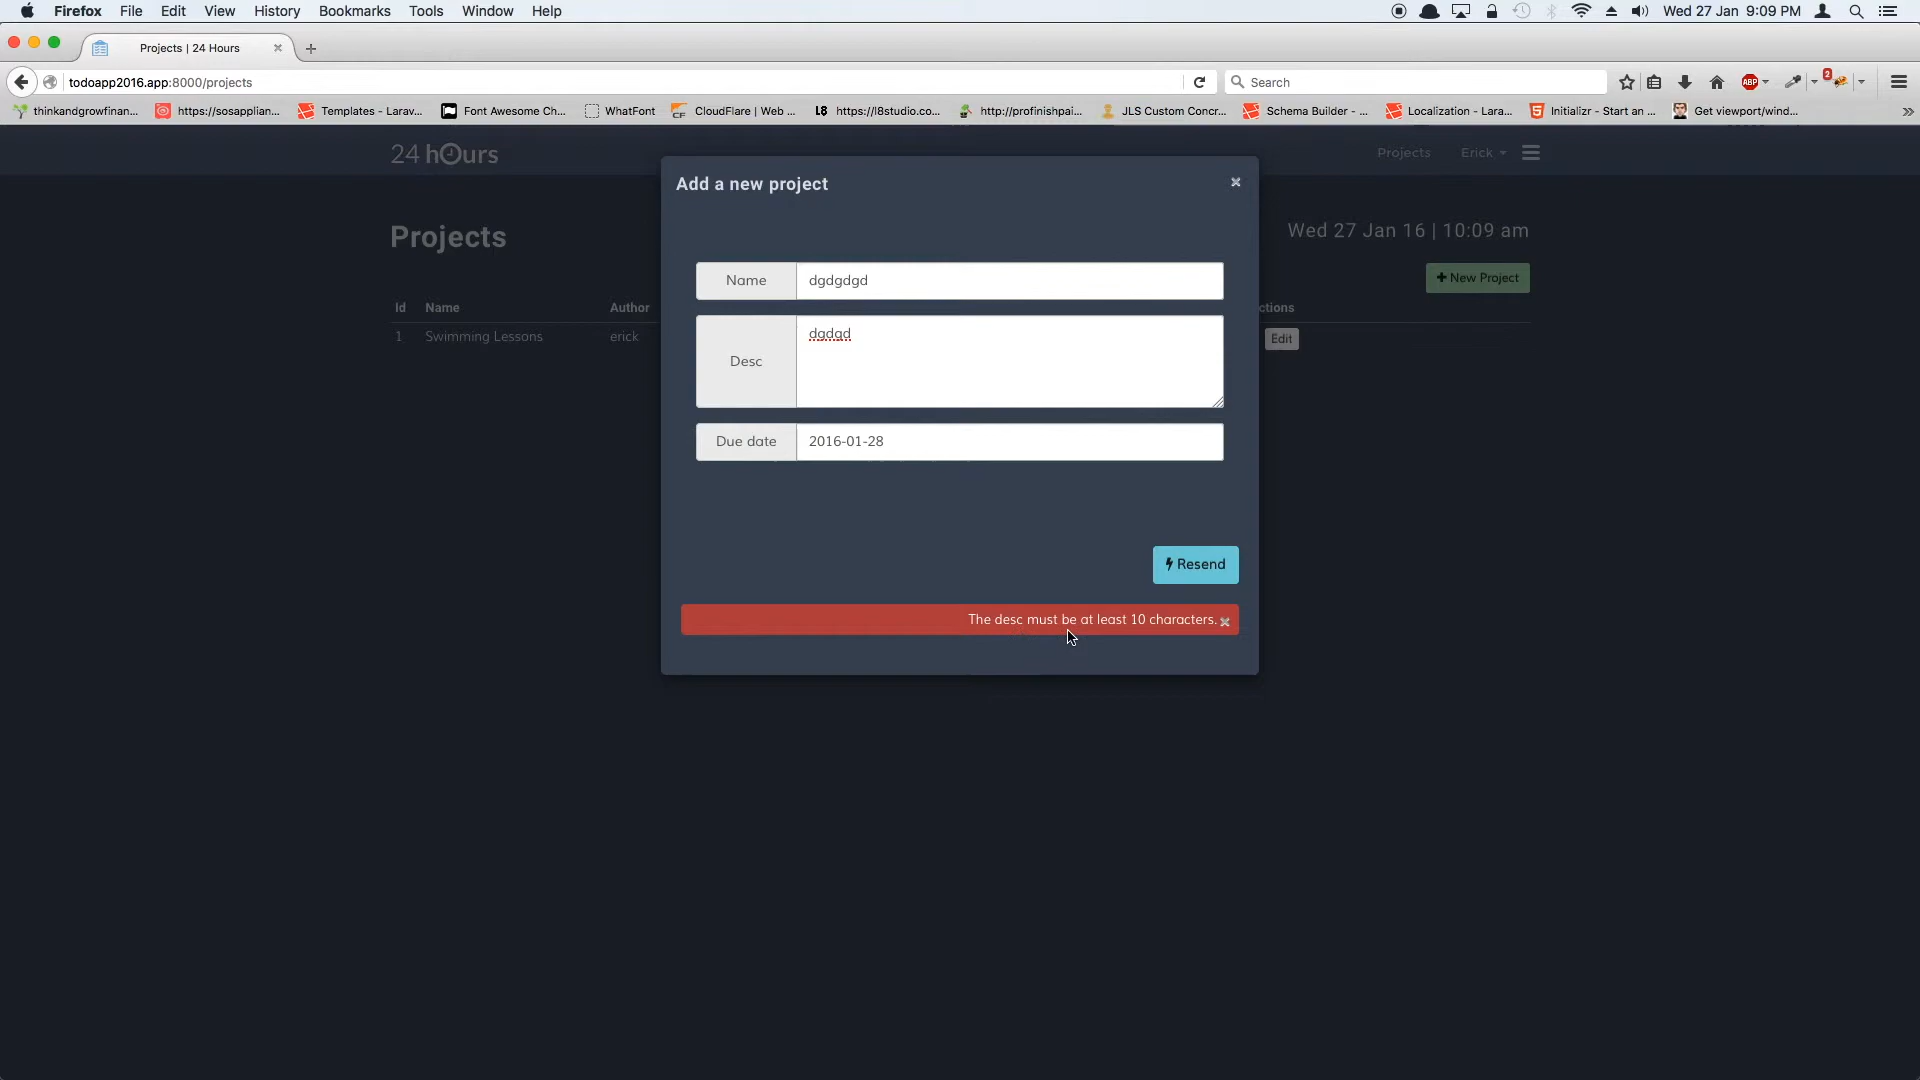 Firefox File Edit View History Bookmarks Tools Window Help Wed 27 Jan 9:09 PM
Projects | 24 Hours
todoapp2016.app:8000/projects Search ABP 2
thinkandgrowfinan... https://sosapplian... Templates - Larav... Font Awesome Ch... WhatFont CF CloudFlare | Web ... L8 https://l8studio.co... http://profinishpai... JLS Custom Concr... Schema Builder - ... Localization - Lara... Initializr - Start an ... Get viewport/wind...
24 hOurs Projects Erick
Add a new project
Projects
Wed 27 Jan 16 | 10:09 am
New Project
Name dgdgdgd
Id Name Author ctions
1 Swimming Lessons erick Edit
Desc dgdgd
Due date 2016-01-28
Resend
The desc must be at least 10 characters.